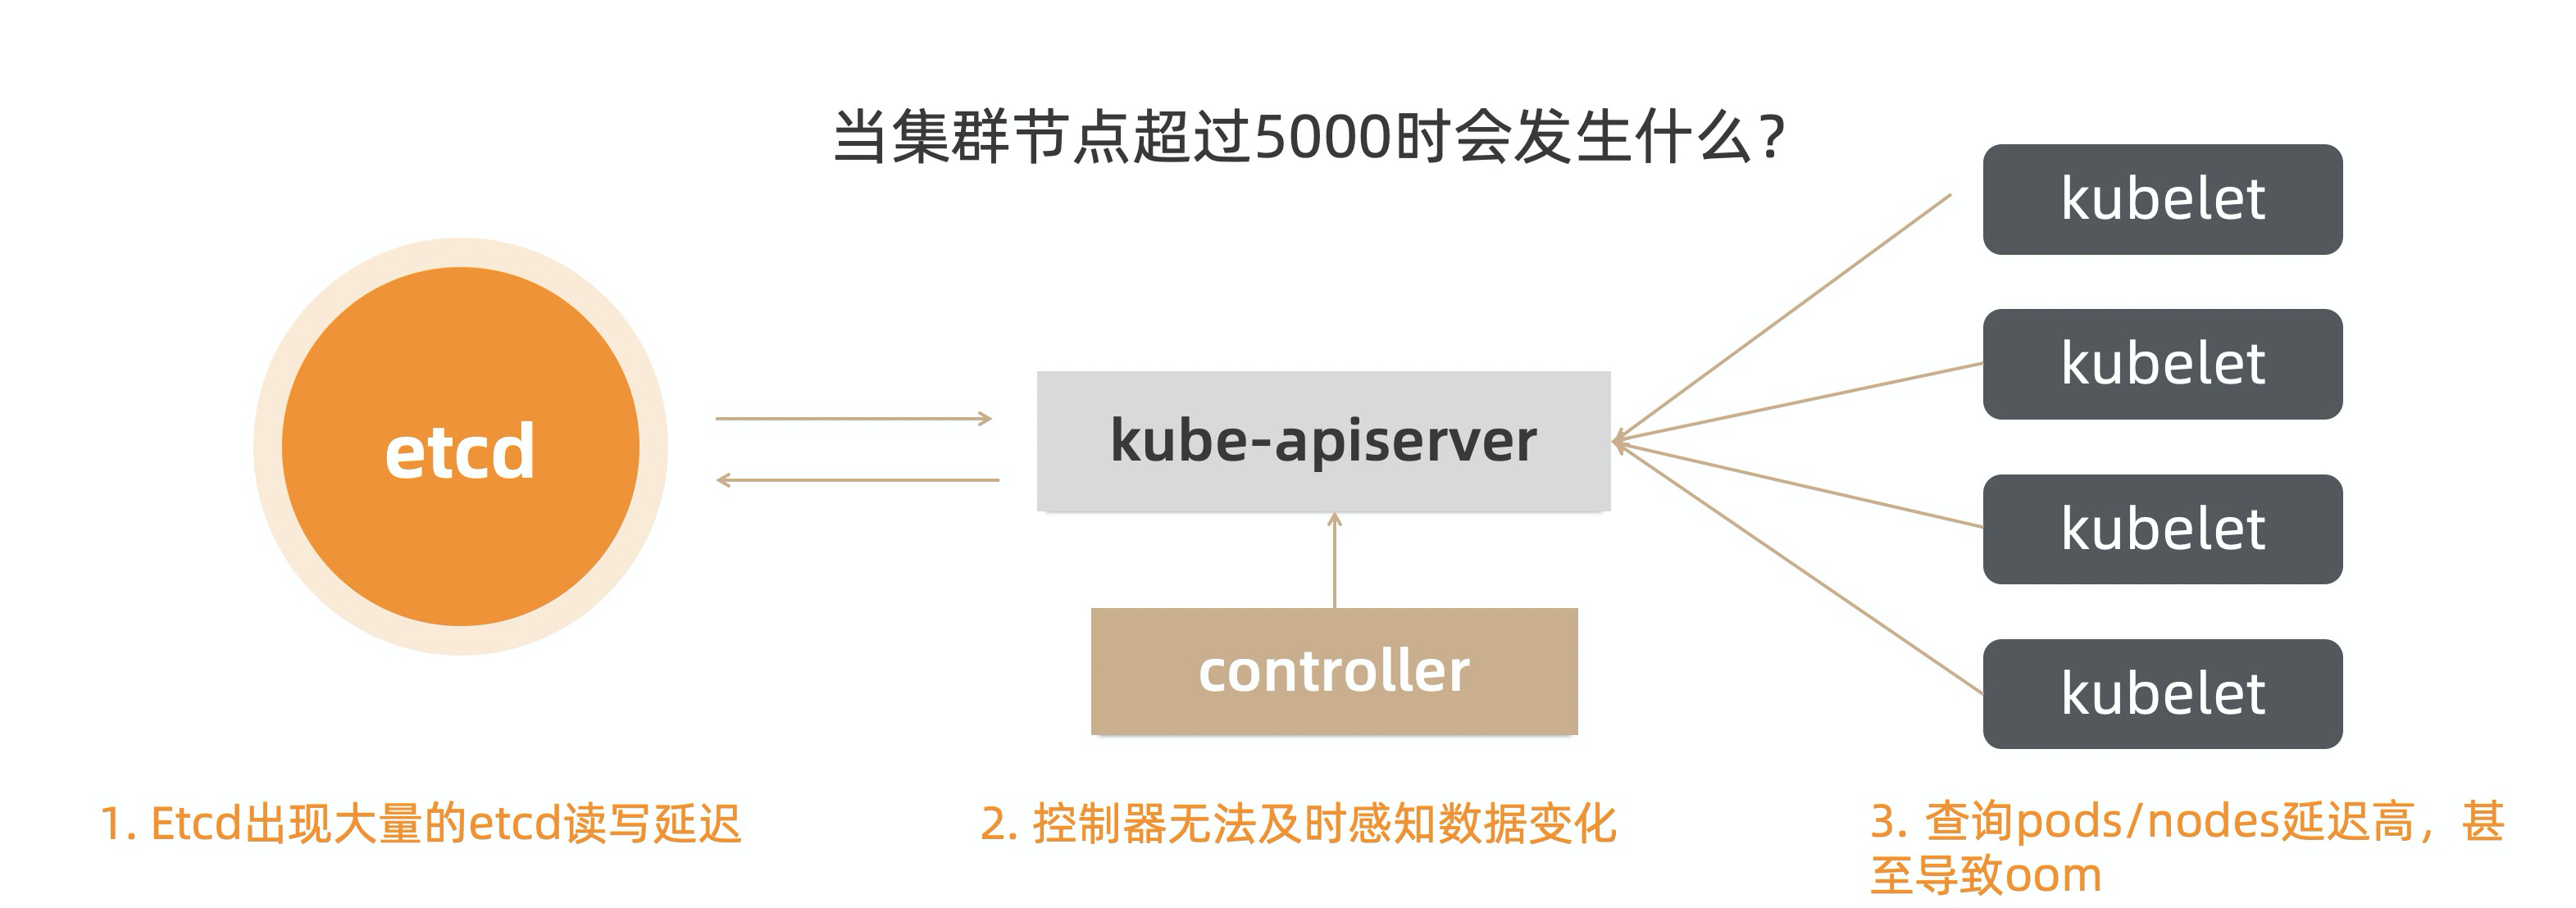 当集群节点超过5000时会发生什么？
kubelet
kubelet
etcd
kube-apiserver
kubelet
controller
kubelet
1. Etcd出现大量的etcd读写延迟
2. 控制器无法及时感知数据变化
3. 查询pods/nodes延迟高，甚
至导致oom